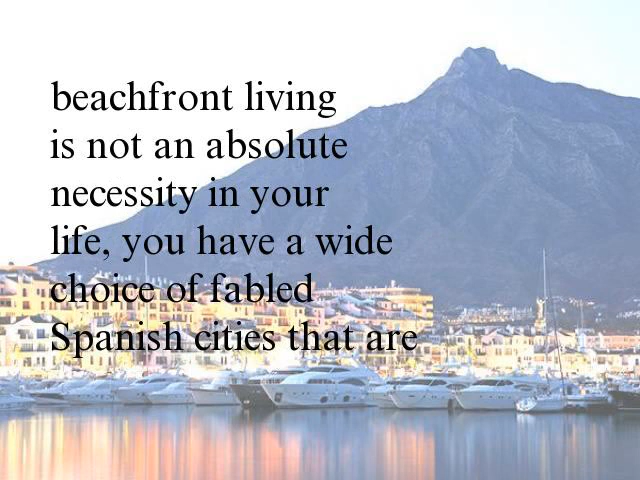 beachfront living
is not an absolute
necessity in your
life, you have a wide
choice of fabled
Spanish cities that are